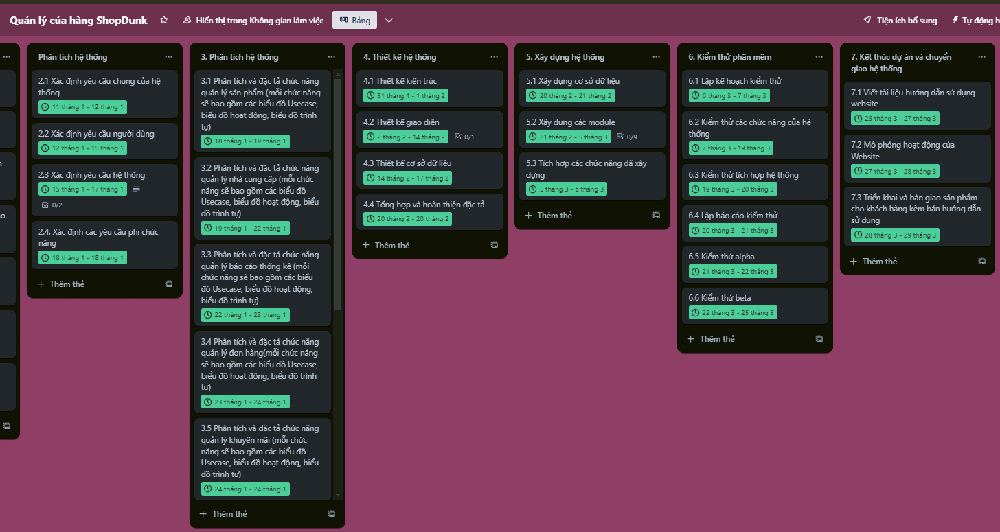 Quản lý của hàng ShopDunk
Hiển thị trong Không gian làm việc
Bảng
Tiện ích bổ sung
Tự động h
Phân tích hệ thống
2.1 Xác định yêu cầu chung của hệ
thống
11 tháng 1 - 12 tháng 1
2.2 Xác định yêu cầu người dùng
12 tháng 1 - 15 tháng 1
2.3 Xác định yêu cầu hệ thống
15 tháng 1 - 17 tháng 1
0/2
2.4. Xác định các yêu cầu phi chức
năng
18 tháng 1 - 18 tháng 1
Thêm thẻ
3. Phân tích hệ thống
3.1 Phân tích và đặc tả chức năng
quản lý sản phẩm (mỗi chức năng
sẽ bao gồm các biểu đồ Usecase,
biểu đồ hoạt động, biểu đồ trình
tự)
18 tháng 1 - 19 tháng 1
3.2 Phân tích và đặc tả chức năng
quản lý nhà cung cấp (mỗi chức
năng sẽ bao gồm các biểu đồ
Usecase, biểu đồ hoạt động, biểu
đồ trình tự)
19 tháng 1 - 22 tháng 1
3.3 Phân tích và đặc tả chức năng
quản lý báo cáo thống kê (mỗi
chức năng sẽ bao gồm các biểu
đồ Usecase, biểu đồ hoạt động,
biểu đồ trình tự)
22 tháng 1 - 23 tháng 1
3.4 Phân tích và đặc tả chức năng
quản lý đơn hàng(mỗi chức năng
sẽ bao gồm các biểu đồ Usecase,
biểu đồ hoạt động, biểu đồ trình
tự)
23 tháng 1 - 24 tháng 1
3.5 Phân tích và đặc tả chức năng
quản lý khuyến mãi (mỗi chức
năng sẽ bao gồm các biểu đồ
Usecase, biểu đồ hoạt động, biểu
đồ trình tự)
24 tháng 1 - 24 tháng 1
Thêm thẻ
4. Thiết kế hệ thống
4.1 Thiết kế kiến trúc
31 tháng 1 - 1 tháng 2
4.2 Thiết kế giao diện
2 tháng 2 - 14 tháng 2
0/1
4.3 Thiết kế cơ sở dữ liệu
14 tháng 2 - 17 tháng 2
4.4 Tổng hợp và hoàn thiện đặc tả
20 tháng 2 - 20 tháng 2
Thêm thẻ
5. Xây dựng hệ thống
5.1 Xây dựng cơ sở dữ liệu
20 tháng 2 - 21 tháng 2
5.2 Xây dựng các module
21 tháng 2 - 5 tháng 3
0/9
5.3 Tích hợp các chức năng đã xây
dựng
5 tháng 3 - 6 tháng 3
Thêm thẻ
6. Kiểm thử phần mềm
6.1 Lập kế hoạch kiểm thử
6 tháng 3 - 7 tháng 3
6.2 Kiểm thử các chức năng của hệ
thống
7 tháng 3 - 19 tháng 3
6.3 Kiểm thử tích hợp hệ thống
19 tháng 3 - 20 tháng 3
6.4 Lập báo cáo kiểm thử
20 tháng 3 - 21 tháng 3
6.5 Kiểm thử alpha
21 tháng 3 - 22 tháng 3
6.6 Kiểm thử beta
22 tháng 3 - 25 tháng 3
Thêm thẻ
7. Kết thúc dự án và chuyển
giao hệ thống
7.1 Viết tài liệu hướng dẫn sử dụng
website
25 tháng 3 - 27 tháng 3
7.2 Mô phỏng hoạt động của
Website
27 tháng 3 - 28 tháng 3
7.3 Triển khai và bàn giao sản phẩm
cho khách hàng kèm bản hướng dẫn
sử dụng
28 tháng 3 - 29 tháng 3
Thêm thẻ